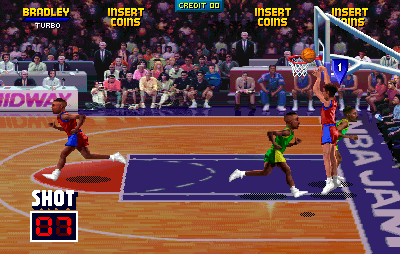 CREDIT 00
BRADLEY
INSERT COINS
INSERT COINS
INSERT COINS
TURBO
1
MIDWAY
NBA JAM
SHOT
07